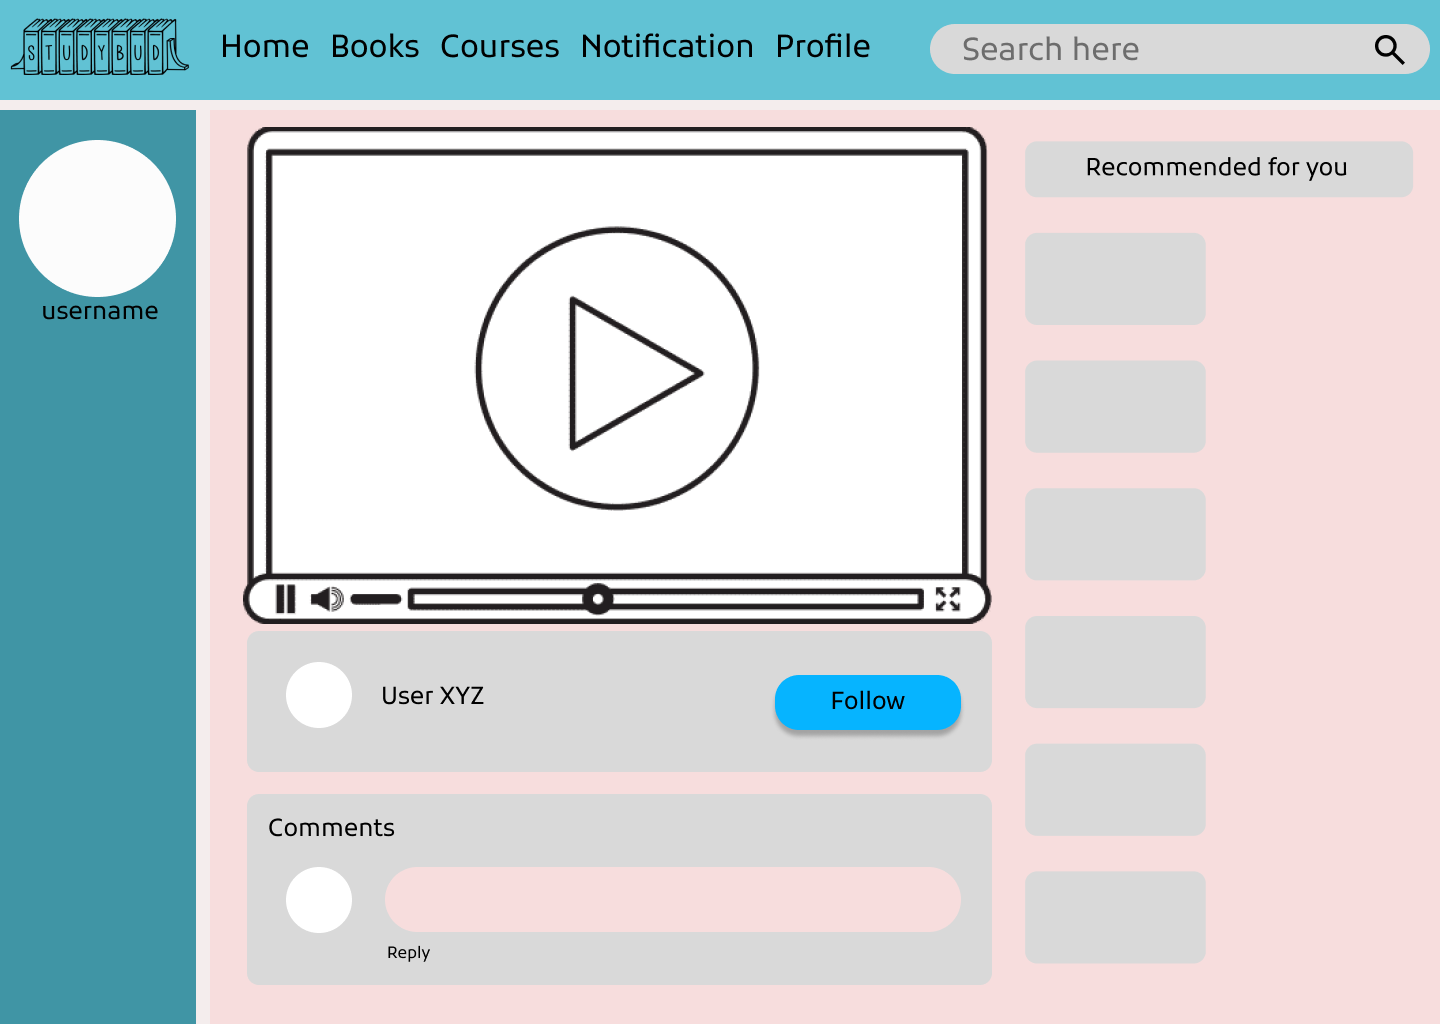 STUDYBUD
Home Books Courses Notification Profile
Search here
username
Recommended for you
User XYZ
Follow
Comments
Reply